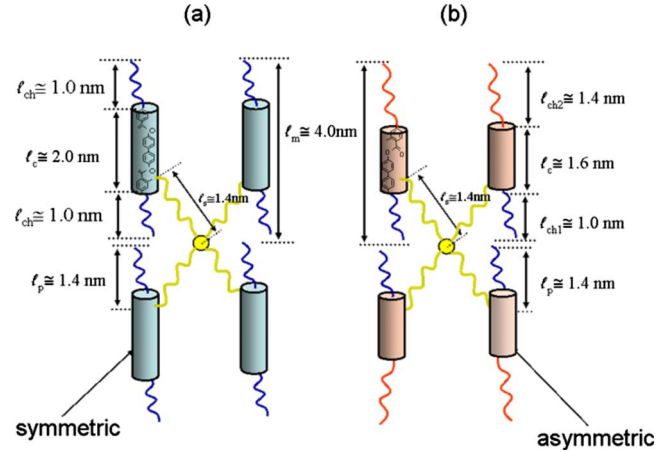 (a)
(b)
ℓch≅ 1.0 nm
ℓc≅ 2.0 nm
ℓch≅ 1.0 nm
ℓp≅ 1.4 nm
ℓs≅1.4nm
ℓm≅ 4.0nm
ℓs≅1.4nm
ℓch2≅ 1.4 nm
ℓc≅ 1.6 nm
ℓch1≅ 1.0 nm
ℓp≅ 1.4 nm
symmetric
asymmetric